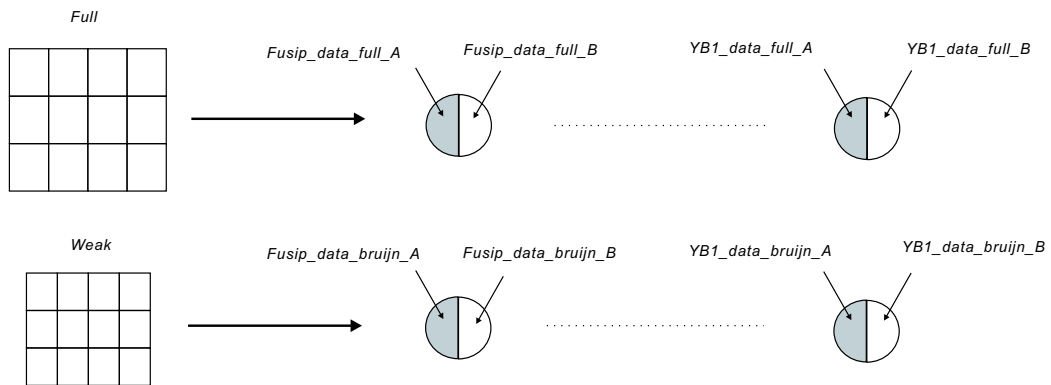 Full
Fusip_data_full_A
Fusip_data_full_B
YB1_data_full_A
YB1_data_full_B
Weak
Fusip_data_bruijn_A
Fusip_data_bruijn_B
YB1_data_bruijn_A
YB1_data_bruijn_B